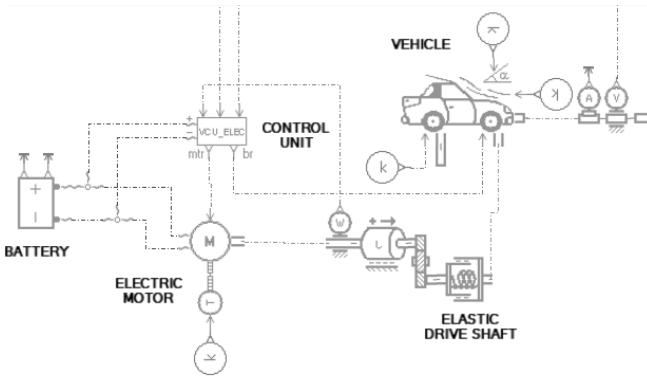 VEHICLE
k
α
k
A
V
+
VCU_ELEC
−
CONTROL
UNIT
mtr
br
k
+
−
W
+
BATTERY
M
ELECTRIC
MOTOR
T
ELASTIC
DRIVE SHAFT
k